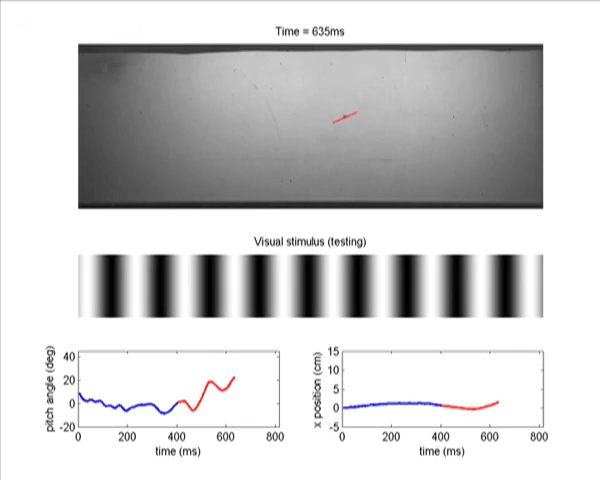 Time = 635ms
Visual stimulus (testing)
pitch angle (deg)
40
20
0
-20
0 200 400 600 800
time (ms)
x position (cm)
15
10
5
0
-5
0 200 400 600 800
time (ms)